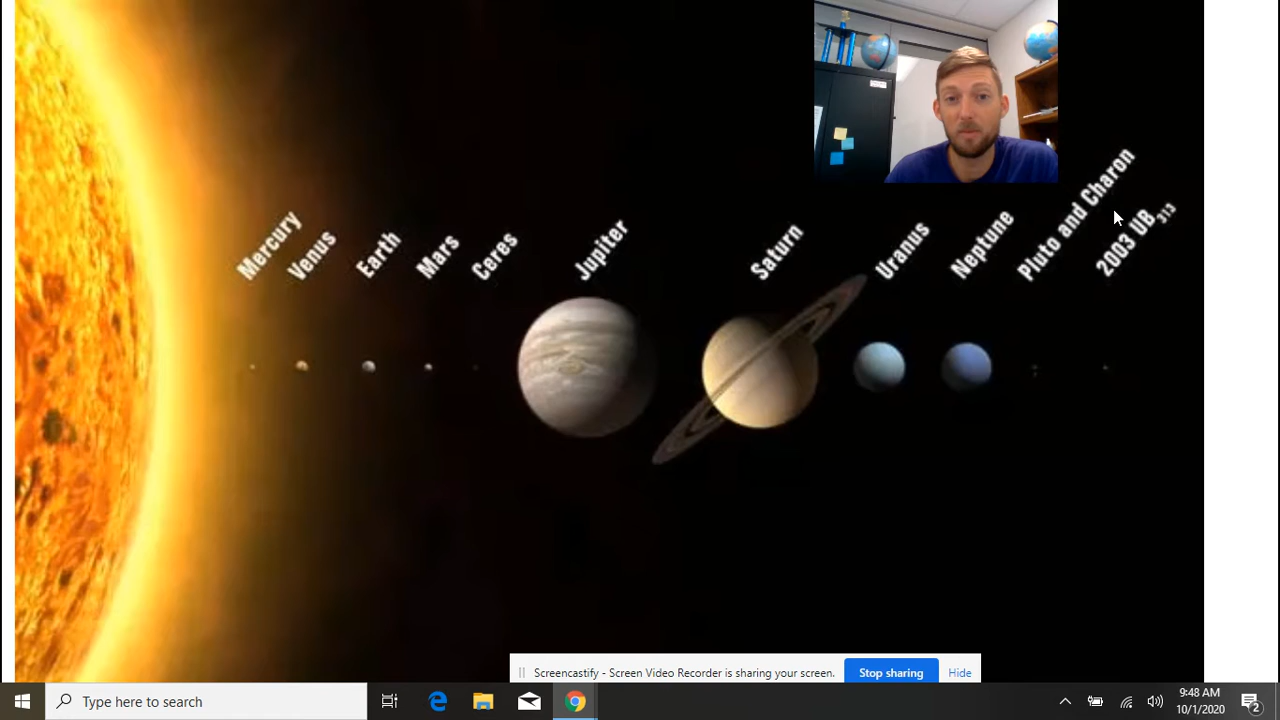 Mercury
Venus
Earth
Mars
Ceres
Jupiter
Saturn
Uranus
Neptune
Pluto and Charon
2003 UB313
Screencastify - Screen Video Recorder is sharing your screen.
Stop sharing
Hide
Type here to search
9:48 AM
10/1/2020
2